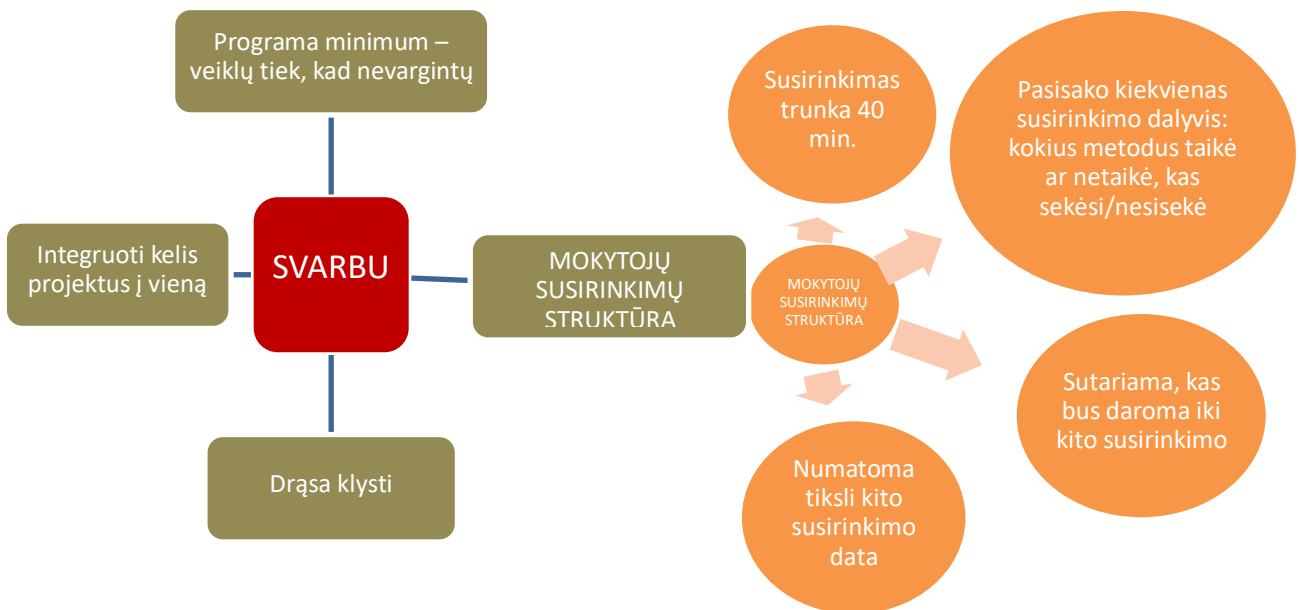 Programa minimum –
veiklų tiek, kad nevargintų
Integruoti kelis
projektus į vieną
SVARBU
MOKYTOJŲ
SUSIRINKIMŲ
STRUKTŪRA
Drąsa klysti
MOKYTOJŲ
SUSIRINKIMŲ
STRUKTŪRA
Susirinkimas
trunka 40
min.
Pasisako kiekvienas
susirinkimo dalyvis:
kokius metodus taikė
ar netaikė, kas
sekėsi/nesisekė
Sutariama, kas
bus daroma iki
kito susirinkimo
Numatoma
tiksli kito
susirinkimo
data